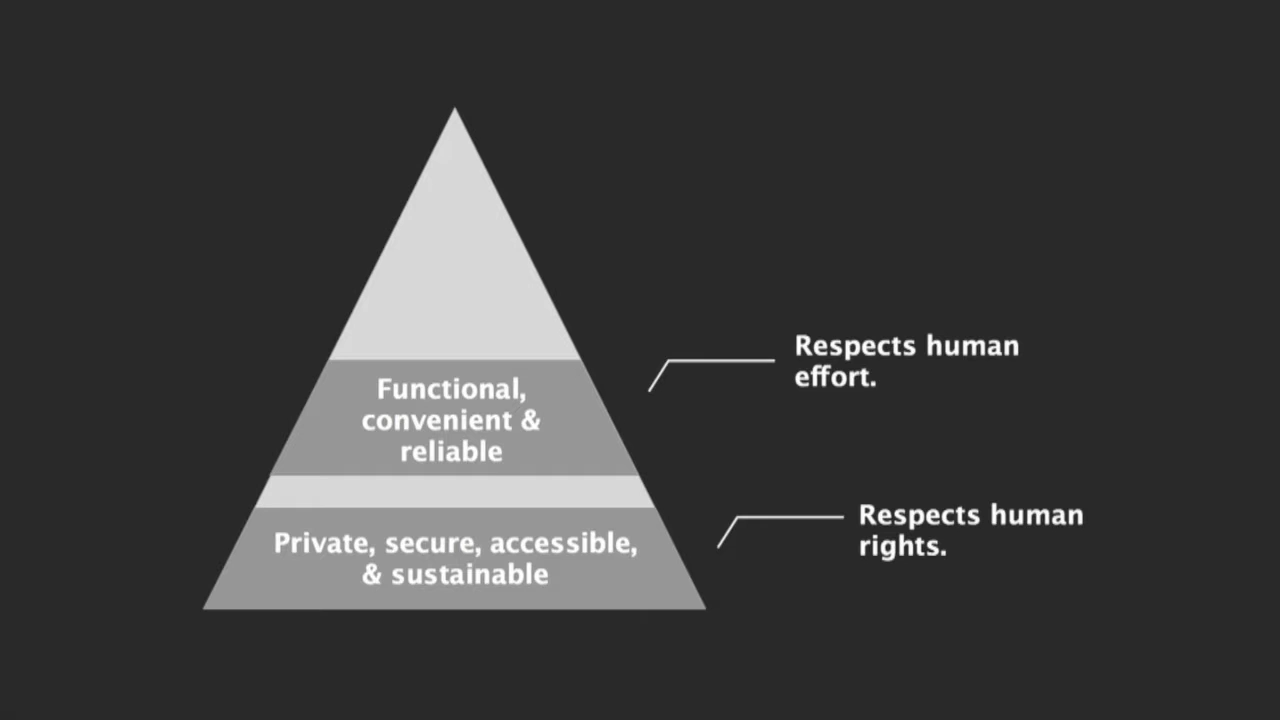 Respects human
effort.
Functional,
convenient &
reliable
Respects human
rights.
Private, secure, accessible,
& sustainable